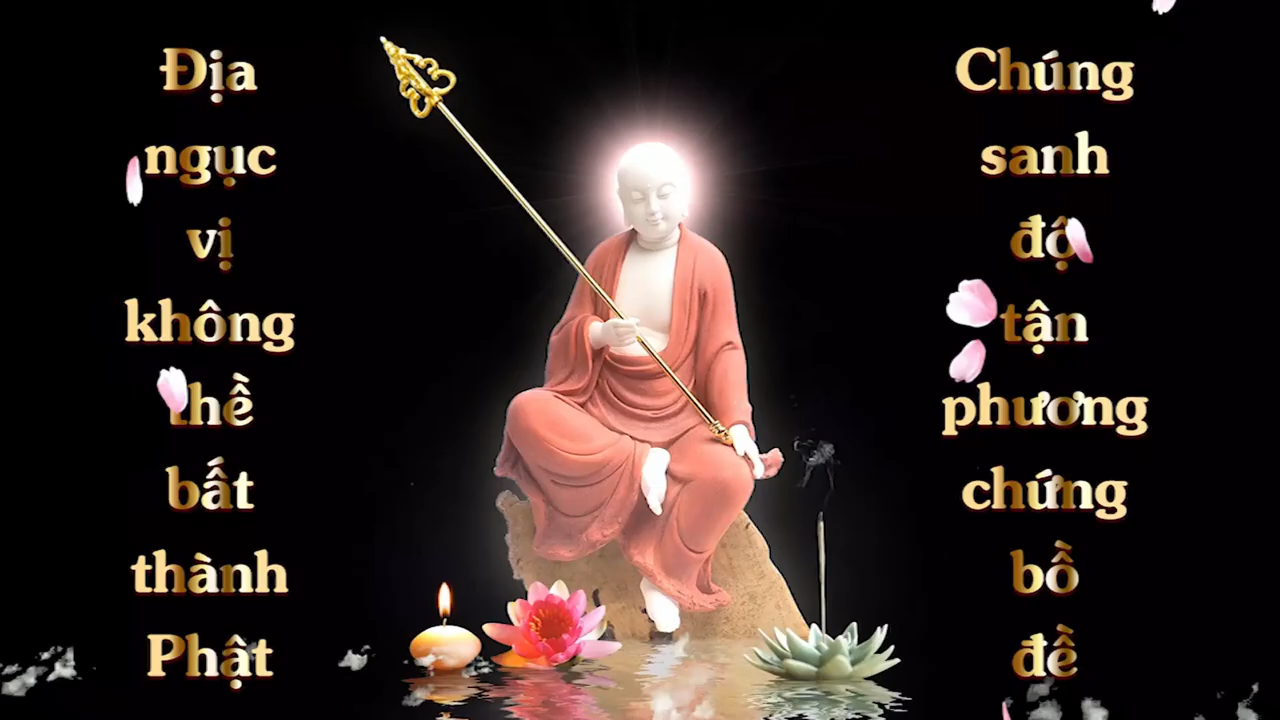 Địa
ngục
vị
không
thề
bất
thành
Phật
Chúng
sanh
độ
tận
phương
chứng
bồ
đề